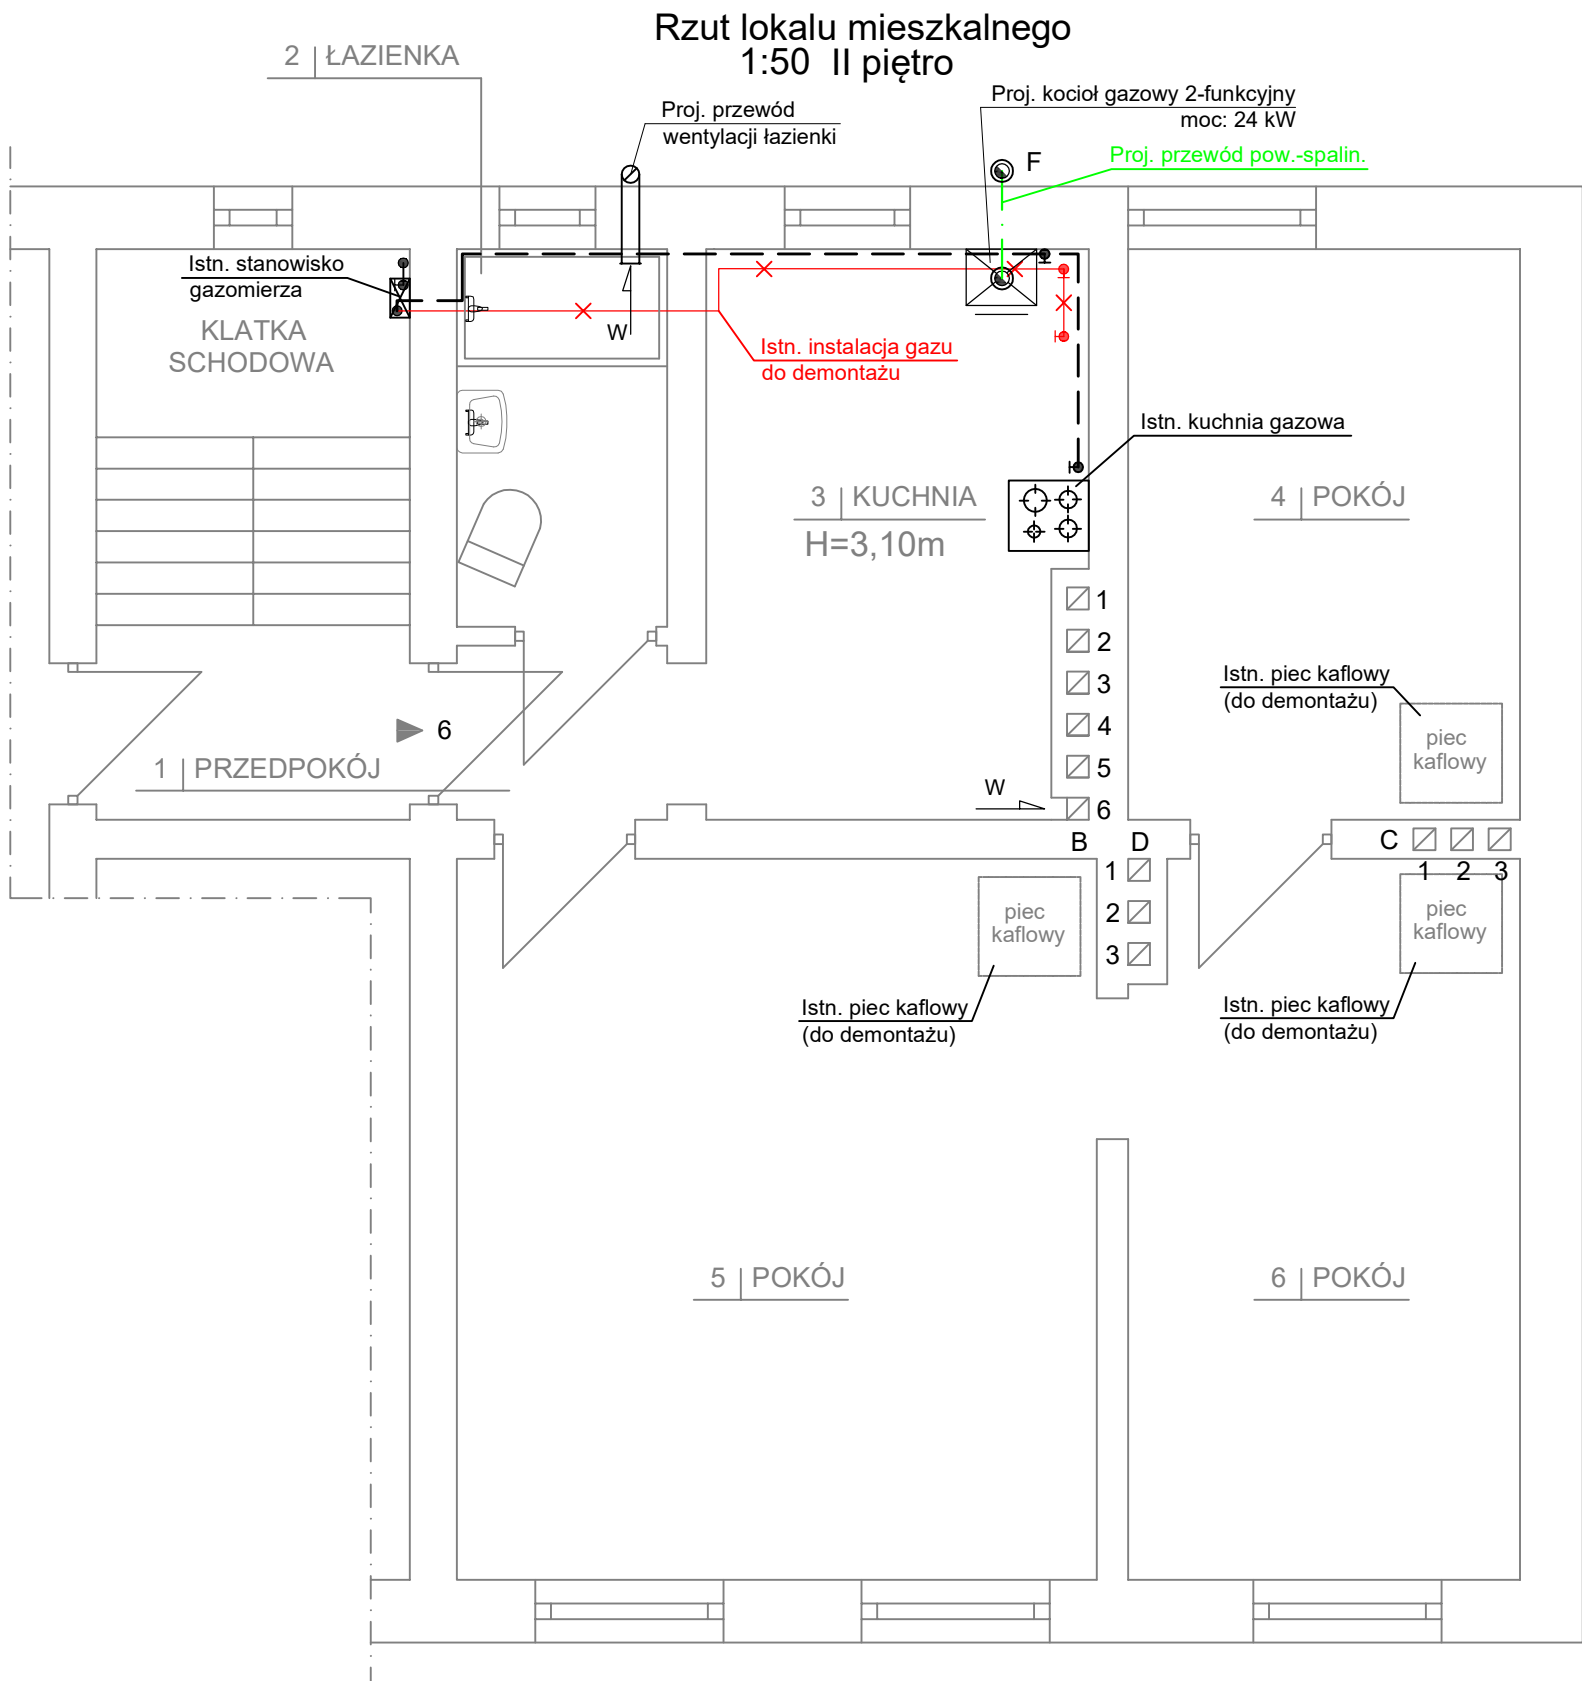 Rzut lokalu mieszkalnego
1:50 II piętro
2 ŁAZIENKA
Proj. przewód
wentylacji łazienki
Proj. kocioł gazowy 2-funkcyjny
moc: 24 kW
F
Proj. przewód pow.-spalin.
Istn. stanowisko
gazomierza
KLATKA
SCHODOWA
W
Istn. instalacja gazu
do demontażu
Istn. kuchnia gazowa
3 KUCHNIA
H=3,10m
4 POKÓJ
1
2
3
4
5
6
Istn. piec kaflowy
(do demontażu)
piec
kaflowy
6
1 PRZEDPOKÓJ
W
B D
C
1 2 3
1
2
3
piec
kaflowy
piec
kaflowy
Istn. piec kaflowy
(do demontażu)
Istn. piec kaflowy
(do demontażu)
5 POKÓJ
6 POKÓJ